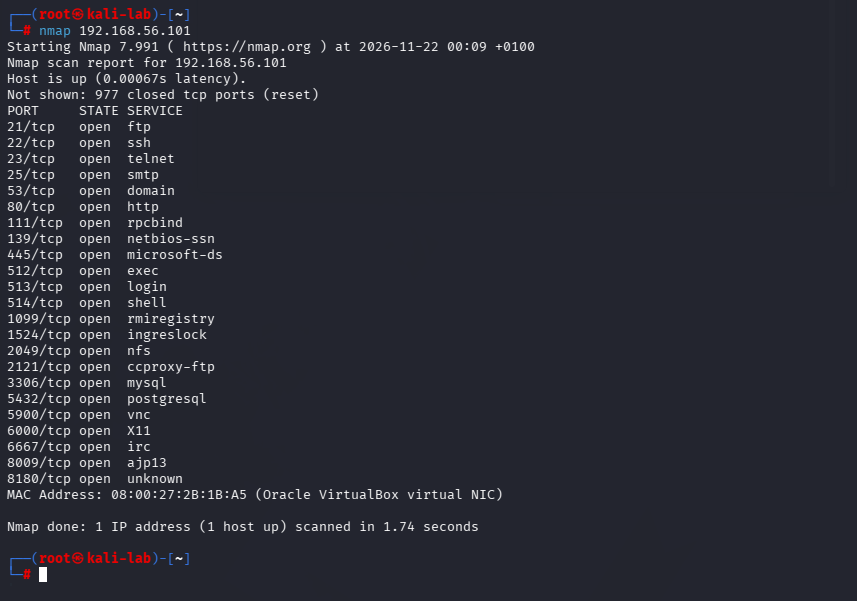 ┌──(root㉿kali-lab)-[~]
└─# nmap 192.168.56.101
Starting Nmap 7.991 ( https://nmap.org ) at 2026-11-22 00:09 +0100
Nmap scan report for 192.168.56.101
Host is up (0.00067s latency).
Not shown: 977 closed tcp ports (reset)
PORT     STATE SERVICE
21/tcp   open  ftp
22/tcp   open  ssh
23/tcp   open  telnet
25/tcp   open  smtp
53/tcp   open  domain
80/tcp   open  http
111/tcp  open  rpcbind
139/tcp  open  netbios-ssn
445/tcp  open  microsoft-ds
512/tcp  open  exec
513/tcp  open  login
514/tcp  open  shell
1099/tcp open  rmiregistry
1524/tcp open  ingreslock
2049/tcp open  nfs
2121/tcp open  ccproxy-ftp
3306/tcp open  mysql
5432/tcp open  postgresql
5900/tcp open  vnc
6000/tcp open  X11
6667/tcp open  irc
8009/tcp open  ajp13
8180/tcp open  unknown
MAC Address: 08:00:27:2B:1B:A5 (Oracle VirtualBox virtual NIC)

Nmap done: 1 IP address (1 host up) scanned in 1.74 seconds

┌──(root㉿kali-lab)-[~]
└─#